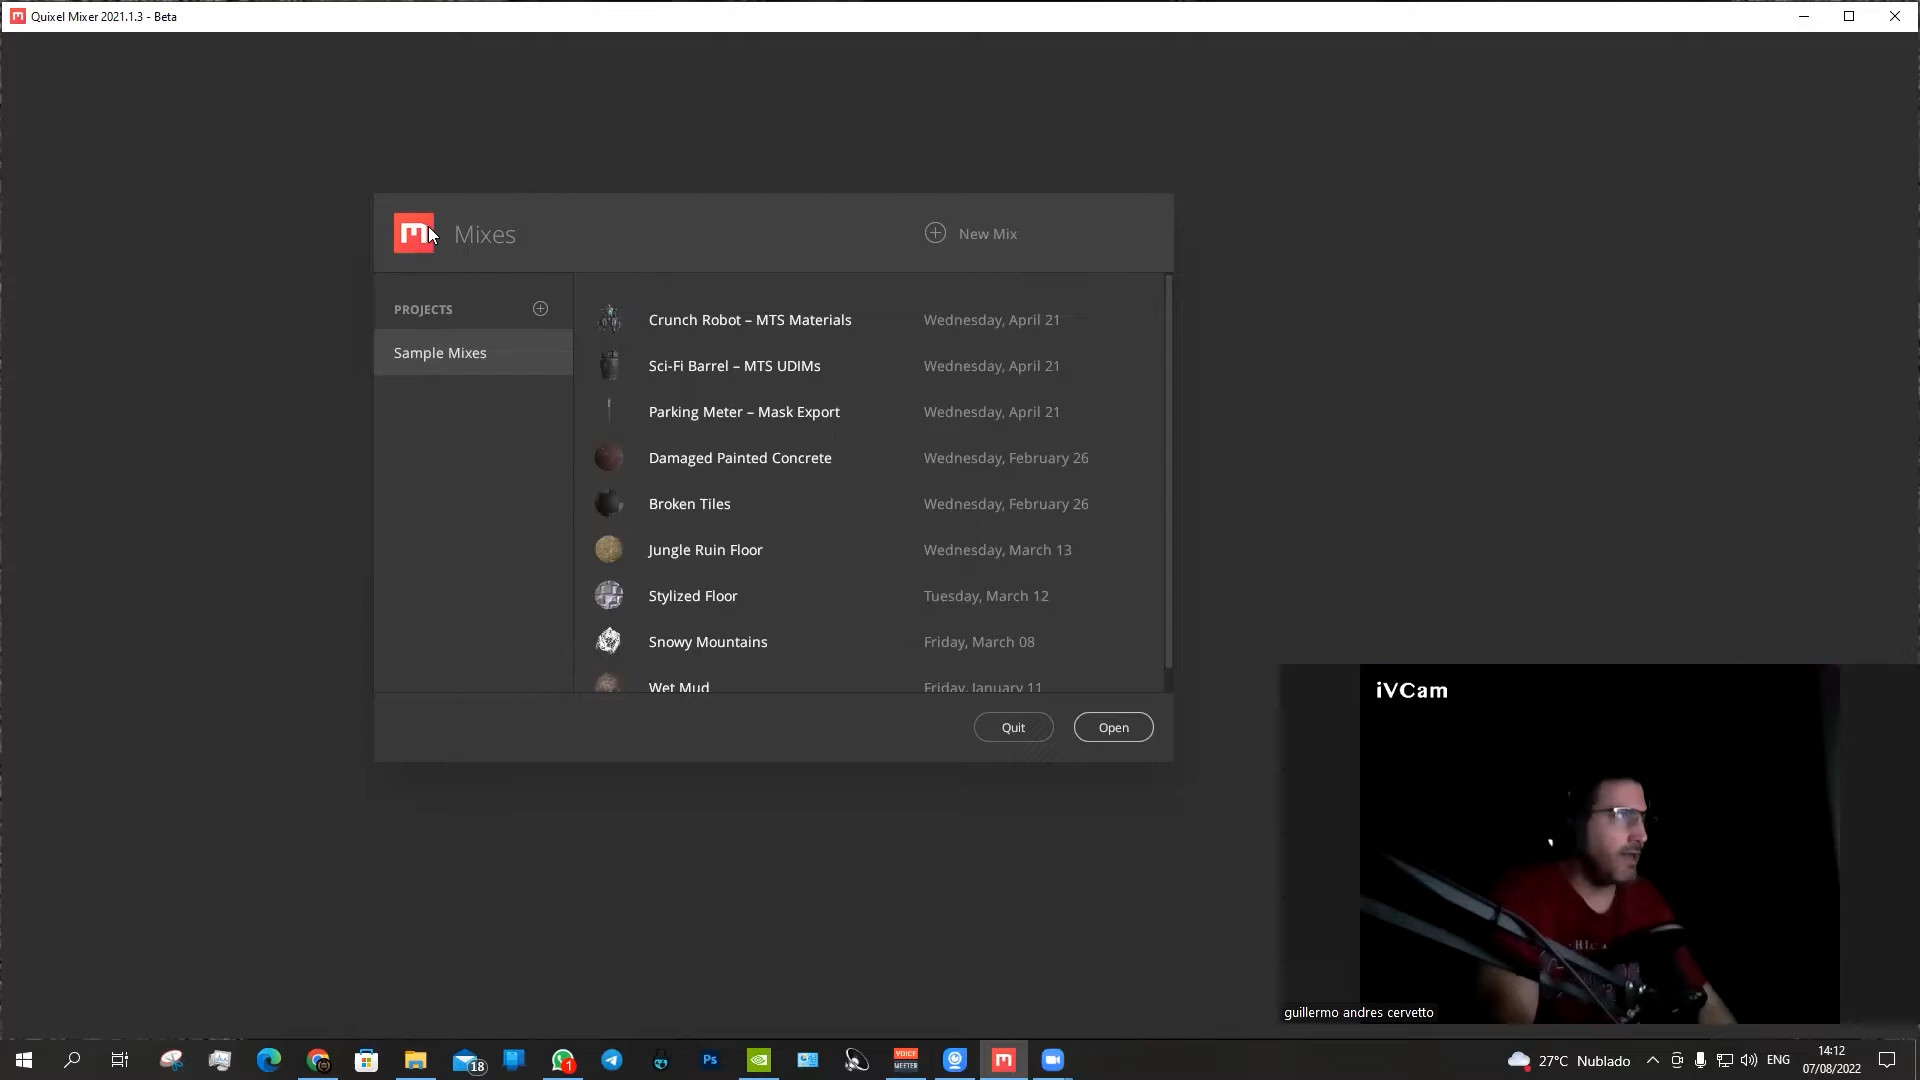 Quixel Mixer 2021.1.3 - Beta
Mixes
New Mix
PROJECTS
Sample Mixes
Crunch Robot – MTS Materials Wednesday, April 21
Sci-Fi Barrel – MTS UDIMs Wednesday, April 21
Parking Meter – Mask Export Wednesday, April 21
Damaged Painted Concrete Wednesday, February 26
Broken Tiles Wednesday, February 26
Jungle Ruin Floor Wednesday, March 13
Stylized Floor Tuesday, March 12
Snowy Mountains Friday, March 08
Wet Mud Friday, January 11
Quit Open
iVCam
guillermo andres cervetto
18
1
Ps
VOICE
MEETER
27°C Nublado
ENG
14:12
07/08/2022